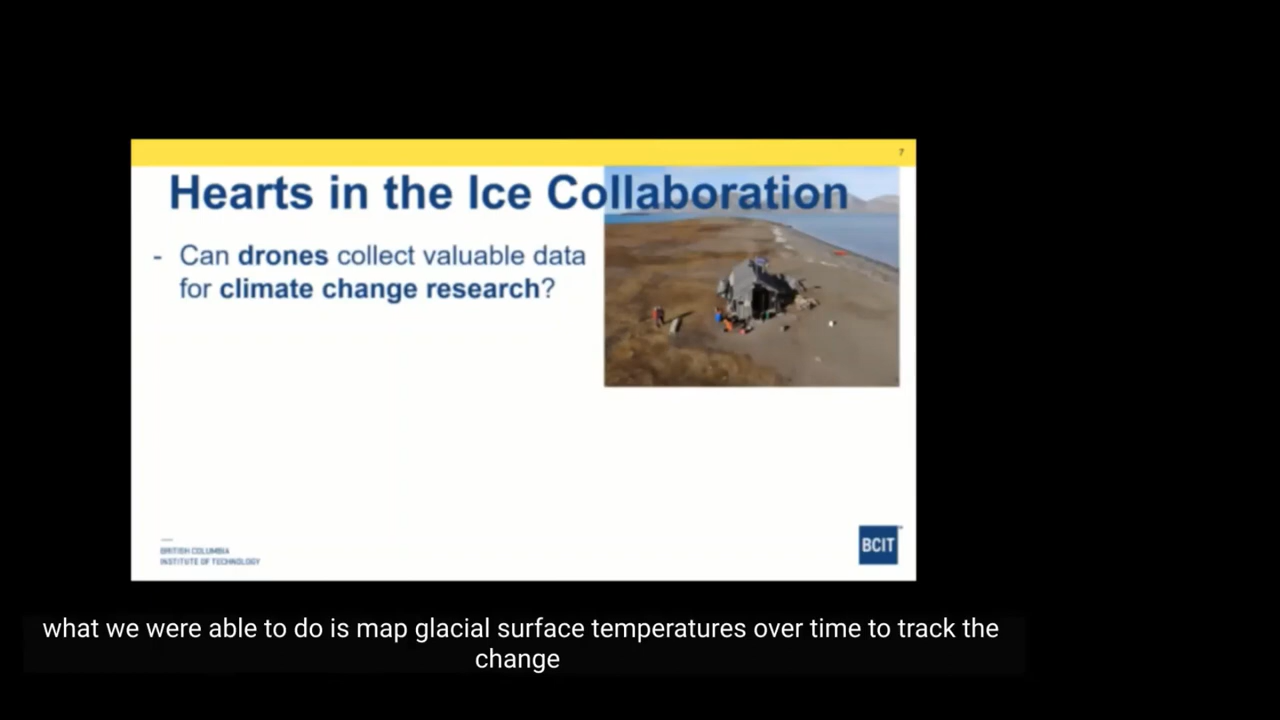 7
Hearts in the Ice Collaboration
- Can drones collect valuable data
for climate change research?
BRITISH COLUMBIA
INSTITUTE OF TECHNOLOGY
BCIT
what we were able to do is map glacial surface temperatures over time to track the
change